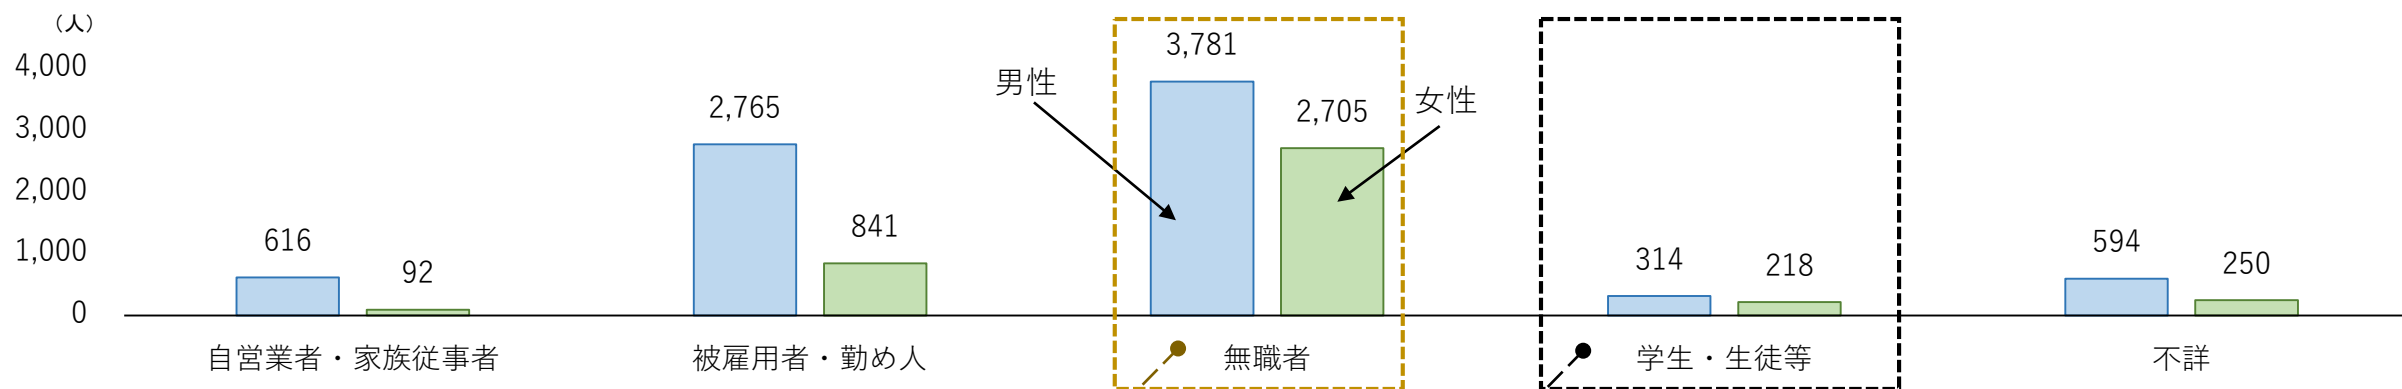 （人）
4,000
3,000
2,000
1,000
0
616
92
2,765
841
男性
3,781
2,705
女性
314
218
594
250
自営業者・家族従事者
被雇用者・勤め人
無職者
学生・生徒等
不詳